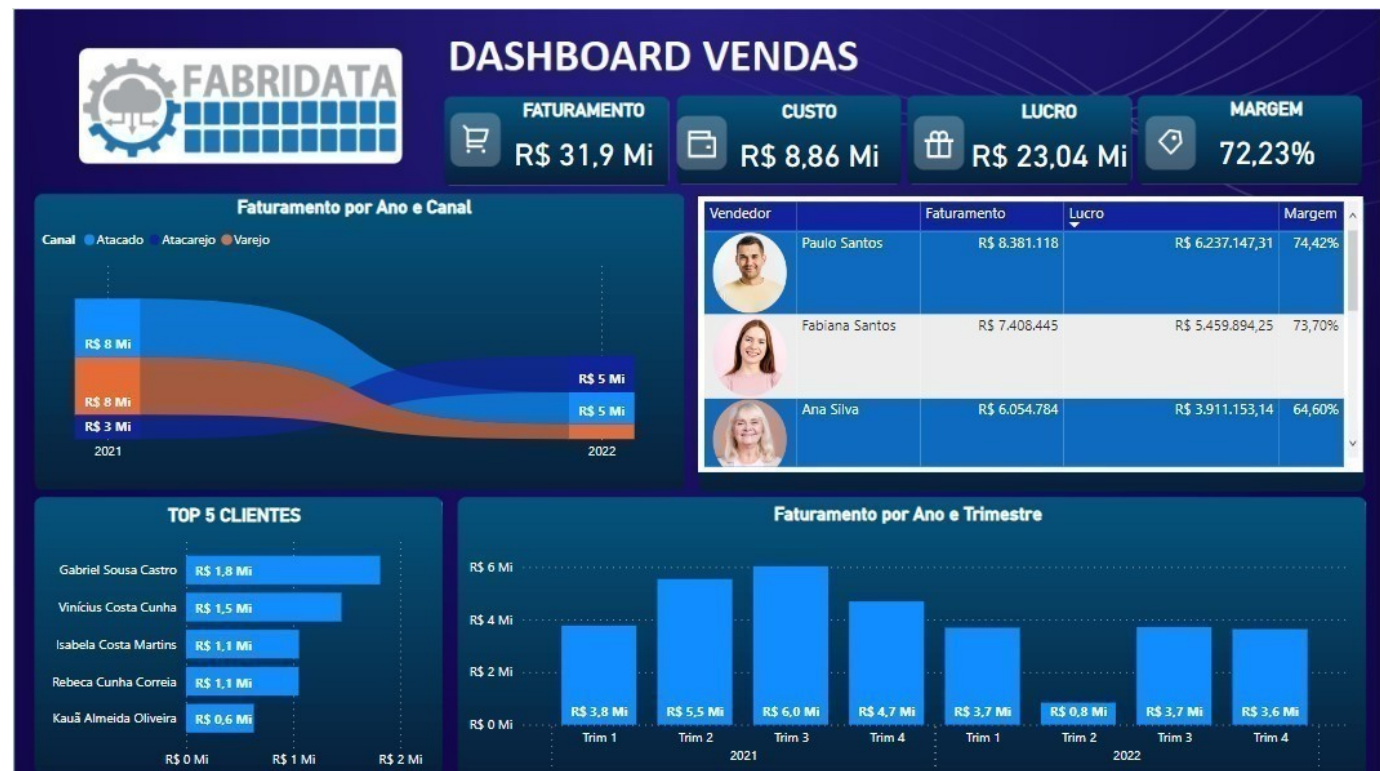 FABRIDATA
DASHBOARD VENDAS
FATURAMENTO
R$ 31,9 Mi
CUSTO
R$ 8,86 Mi
LUCRO
R$ 23,04 Mi
MARGEM
72,23%
Faturamento por Ano e Canal
Canal Atacado Atacarejo Varejo
R$ 8 Mi
R$ 8 Mi
R$ 3 Mi
R$ 5 Mi
R$ 5 Mi
2021 2022
Vendedor Faturamento Lucro Margem
Paulo Santos R$ 8.381.118 R$ 6.237.147,31 74,42%
Fabiana Santos R$ 7.408.445 R$ 5.459.894,25 73,70%
Ana Silva R$ 6.054.784 R$ 3.911.153,14 64,60%
TOP 5 CLIENTES
Gabriel Sousa Castro R$ 1,8 Mi
Vinícius Costa Cunha R$ 1,5 Mi
Isabela Costa Martins R$ 1,1 Mi
Rebeca Cunha Correia R$ 1,1 Mi
Kauã Almeida Oliveira R$ 0,6 Mi
R$ 0 Mi R$ 1 Mi R$ 2 Mi
Faturamento por Ano e Trimestre
R$ 6 Mi
R$ 4 Mi
R$ 2 Mi
R$ 0 Mi
R$ 3,8 Mi R$ 5,5 Mi R$ 6,0 Mi R$ 4,7 Mi R$ 3,7 Mi R$ 0,8 Mi R$ 3,7 Mi R$ 3,6 Mi
Trim 1 Trim 2 Trim 3 Trim 4 Trim 1 Trim 2 Trim 3 Trim 4
2021 2022